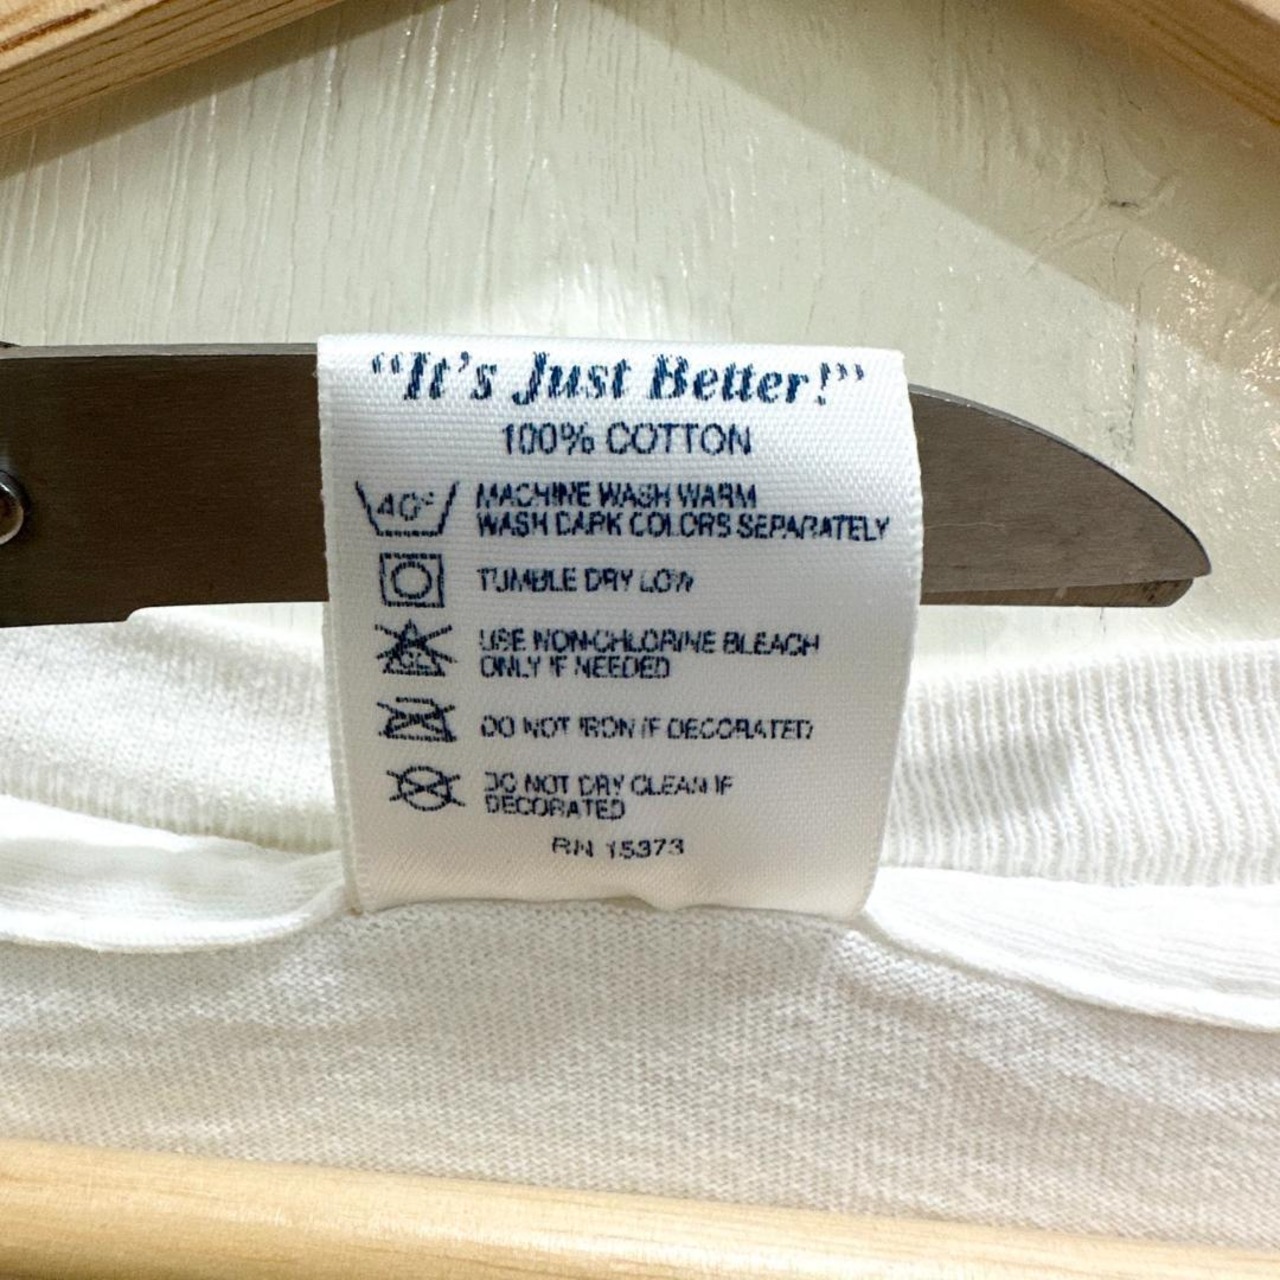 “It’s Just Better!”
100% COTTON
40° MACHINE WASH WARM
WASH DARK COLORS SEPARATELY
TUMBLE DRY LOW
USE NON-CHLORINE BLEACH
ONLY IF NEEDED
DO NOT IRON IF DECORATED
DO NOT DRY CLEAN IF
DECORATED
RN 15373